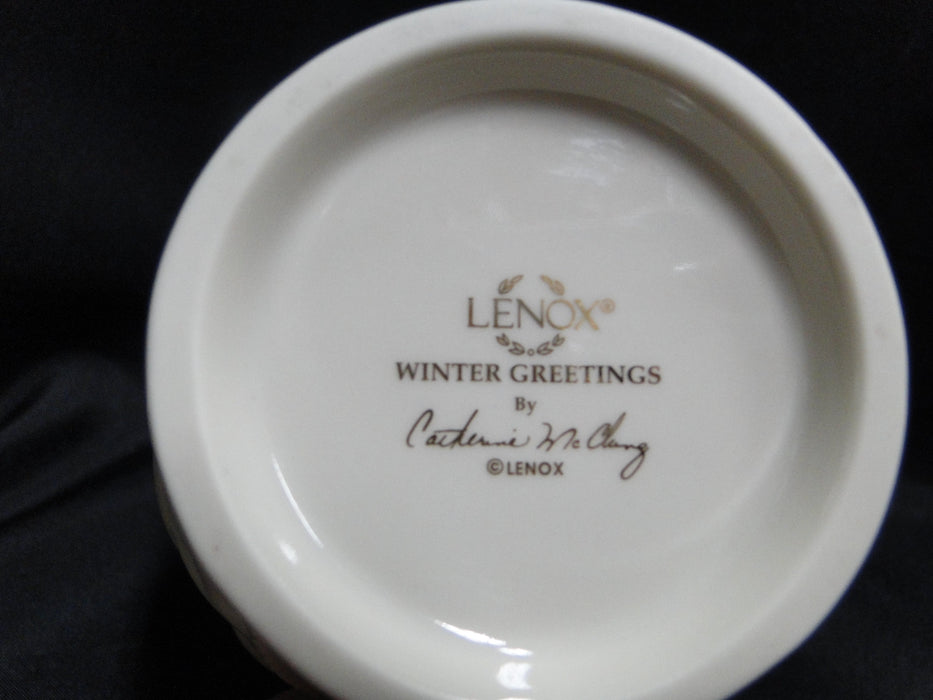 LENOX®
WINTER GREETINGS
By
Catherine McClung
©LENOX